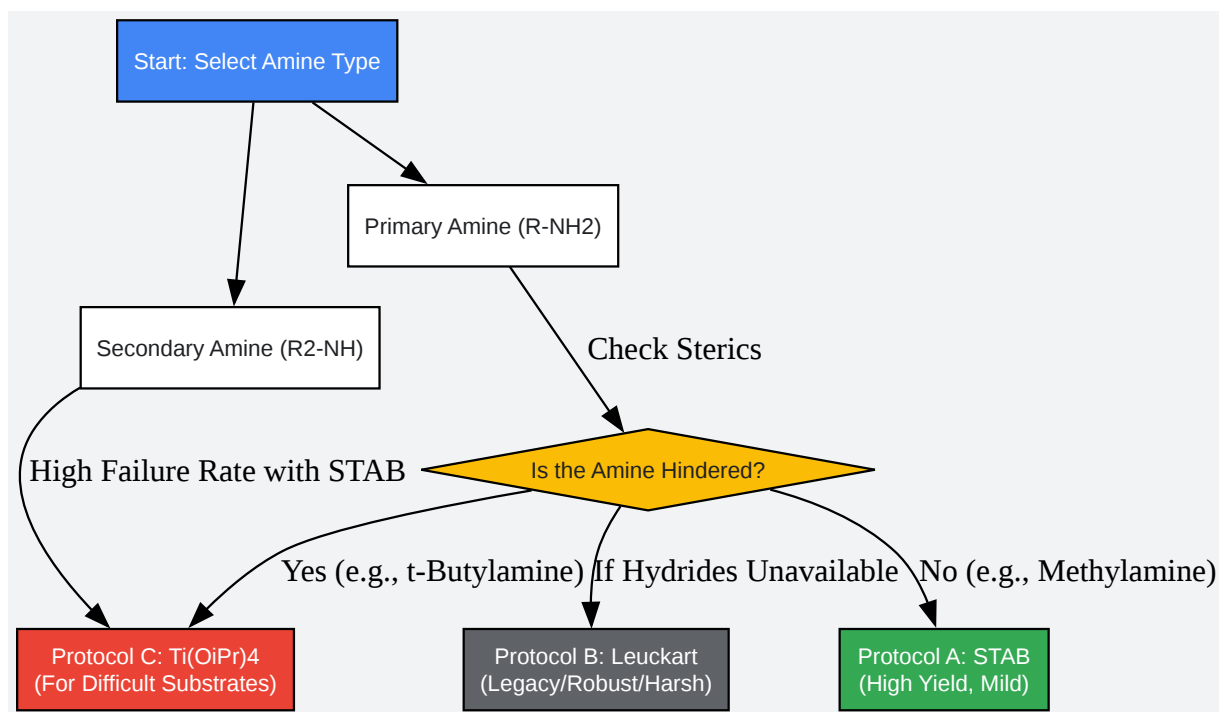 Start: Select Amine Type
Primary Amine (R-NH2)
Secondary Amine (R2-NH)
Check Sterics
High Failure Rate with STAB
Is the Amine Hindered?
Yes (e.g., t-Butylamine)
If Hydrides Unavailable
No (e.g., Methylamine)
Protocol C: Ti(OiPr)4
(For Difficult Substrates)
Protocol B: Leuckart
(Legacy/Robust/Harsh)
Protocol A: STAB
(High Yield, Mild)